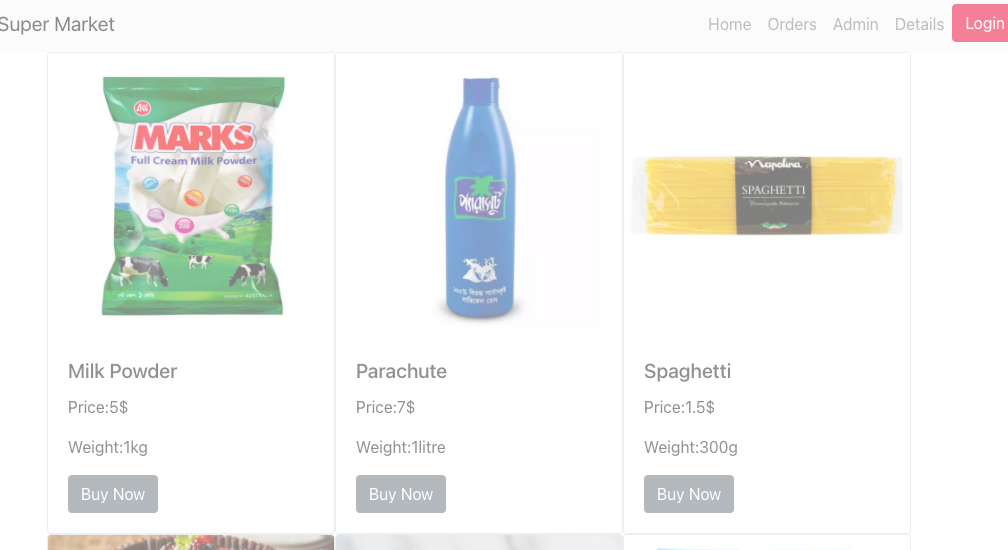 Super Market
Home Orders Admin Details Login
MARKS
Full Cream Milk Powder
প্যারাসুট
১০০% বিশুদ্ধ
নারিকেল তেল
Napolina
SPAGHETTI
Milk Powder
Parachute
Spaghetti
Price:5$
Price:7$
Price:1.5$
Weight:1kg
Weight:1litre
Weight:300g
Buy Now
Buy Now
Buy Now